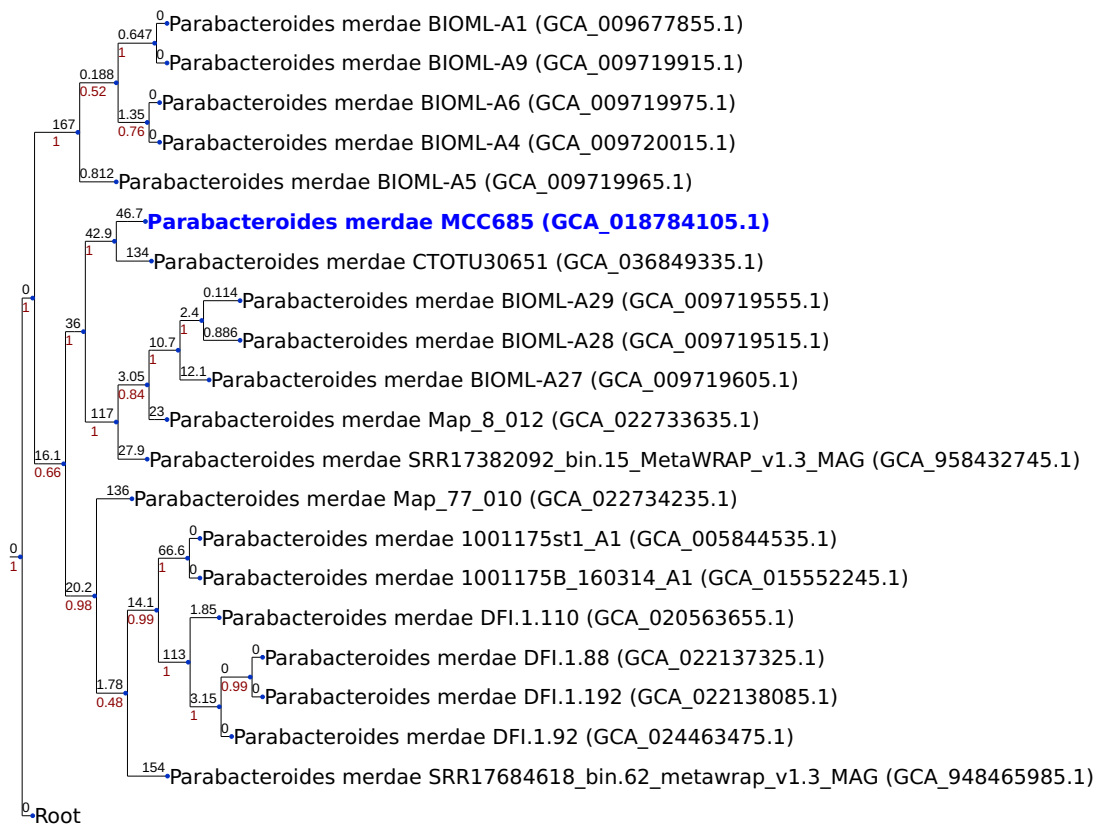 0
Parabacteroides merdae BIOML-A1 (GCA_009677855.1)
0.647
1
0
Parabacteroides merdae BIOML-A9 (GCA_009719915.1)
0.188
0.52
0
Parabacteroides merdae BIOML-A6 (GCA_009719975.1)
1.35
0.76
0
Parabacteroides merdae BIOML-A4 (GCA_009720015.1)
167
1
0.812
Parabacteroides merdae BIOML-A5 (GCA_009719965.1)
46.7
Parabacteroides merdae MCC685 (GCA_018784105.1)
42.9
1
134
Parabacteroides merdae CTOTU30651 (GCA_036849335.1)
0
1
0.114
Parabacteroides merdae BIOML-A29 (GCA_009719555.1)
2.4
1
36
1
0.886
Parabacteroides merdae BIOML-A28 (GCA_009719515.1)
10.7
1
12.1
Parabacteroides merdae BIOML-A27 (GCA_009719605.1)
3.05
0.84
23
Parabacteroides merdae Map_8_012 (GCA_022733635.1)
117
1
27.9
Parabacteroides merdae SRR17382092_bin.15_MetaWRAP_v1.3_MAG (GCA_958432745.1)
16.1
0.66
136
Parabacteroides merdae Map_77_010 (GCA_022734235.1)
0
Parabacteroides merdae 1001175st1_A1 (GCA_005844535.1)
66.6
1
0
1
0
Parabacteroides merdae 1001175B_160314_A1 (GCA_015552245.1)
20.2
0.98
14.1
0.99
1.85
Parabacteroides merdae DFI.1.110 (GCA_020563655.1)
113
1
0
Parabacteroides merdae DFI.1.88 (GCA_022137325.1)
0
0.99
0
Parabacteroides merdae DFI.1.192 (GCA_022138085.1)
1.78
0.48
3.15
1
0
Parabacteroides merdae DFI.1.92 (GCA_024463475.1)
154
Parabacteroides merdae SRR17684618_bin.62_metawrap_v1.3_MAG (GCA_948465985.1)
0
Root